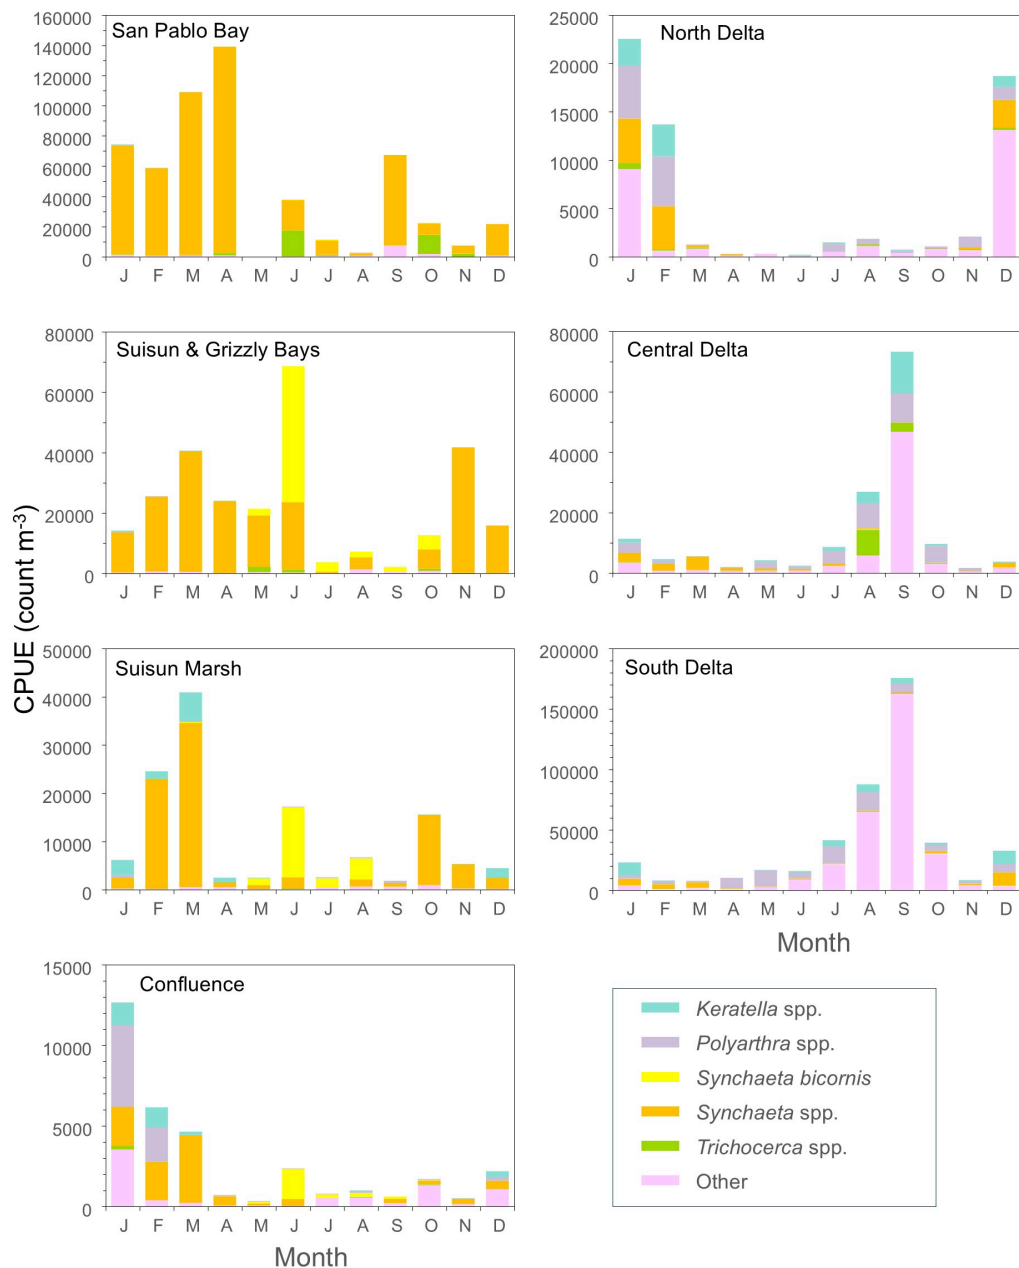 San Pablo Bay
160000
140000
120000
100000
80000
60000
40000
20000
0
J F M A M J J A S O N D
North Delta
25000
20000
15000
10000
5000
0
J F M A M J J A S O N D
Suisun & Grizzly Bays
80000
60000
40000
20000
0
J F M A M J J A S O N D
Central Delta
80000
60000
40000
20000
0
J F M A M J J A S O N D
CPUE (count m-3)
Suisun Marsh
50000
40000
30000
20000
10000
0
J F M A M J J A S O N D
South Delta
200000
150000
100000
50000
0
J F M A M J J A S O N D
Month
Confluence
15000
10000
5000
0
J F M A M J J A S O N D
Month
Keratella spp.
Polyarthra spp.
Synchaeta bicornis
Synchaeta spp.
Trichocerca spp.
Other